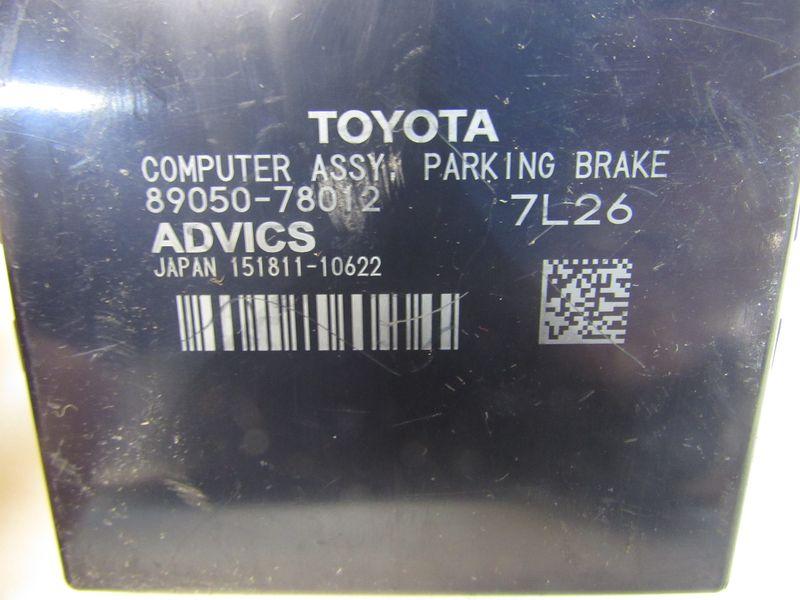 TOYOTA
COMPUTER ASSY, PARKING BRAKE
89050-78012 7L26
ADVICS
JAPAN 151811-10622